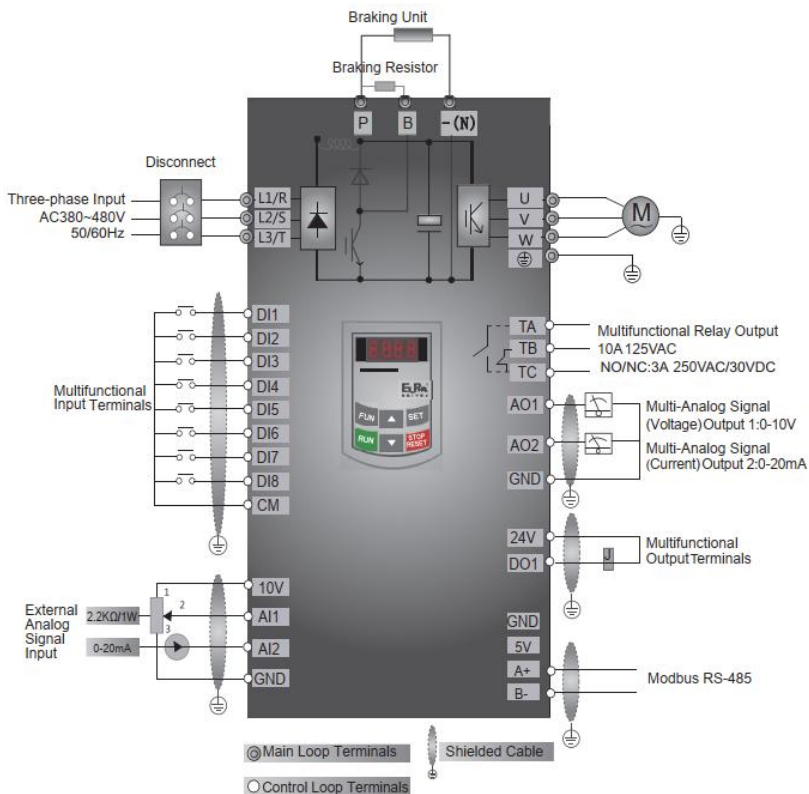 Braking Unit
Braking Resistor
P
B
-(N)
Disconnect
Three-phase Input
AC380~480V
50/60Hz
L1/R
L2/S
L3/T
U
V
W
M
DI1
DI2
DI3
DI4
DI5
DI6
DI7
DI8
CM
Multifunctional
Input Terminals
FUN
SET
RUN
STOP
RESET
TA
TB
TC
Multifunctional Relay Output
10A 125VAC
NO/NC:3A 250VAC/30VDC
AO1
AO2
GND
Multi-Analog Signal
(Voltage) Output 1:0-10V
Multi-Analog Signal
(Current) Output 2:0-20mA
24V
DO1
J
Multifunctional
Output Terminals
External
Analog
Signal
Input
2.2KΩ/1W
0-20mA
1
2
3
10V
AI1
AI2
GND
GND
5V
A+
B-
Modbus RS-485
Main Loop Terminals
Shielded Cable
Control Loop Terminals